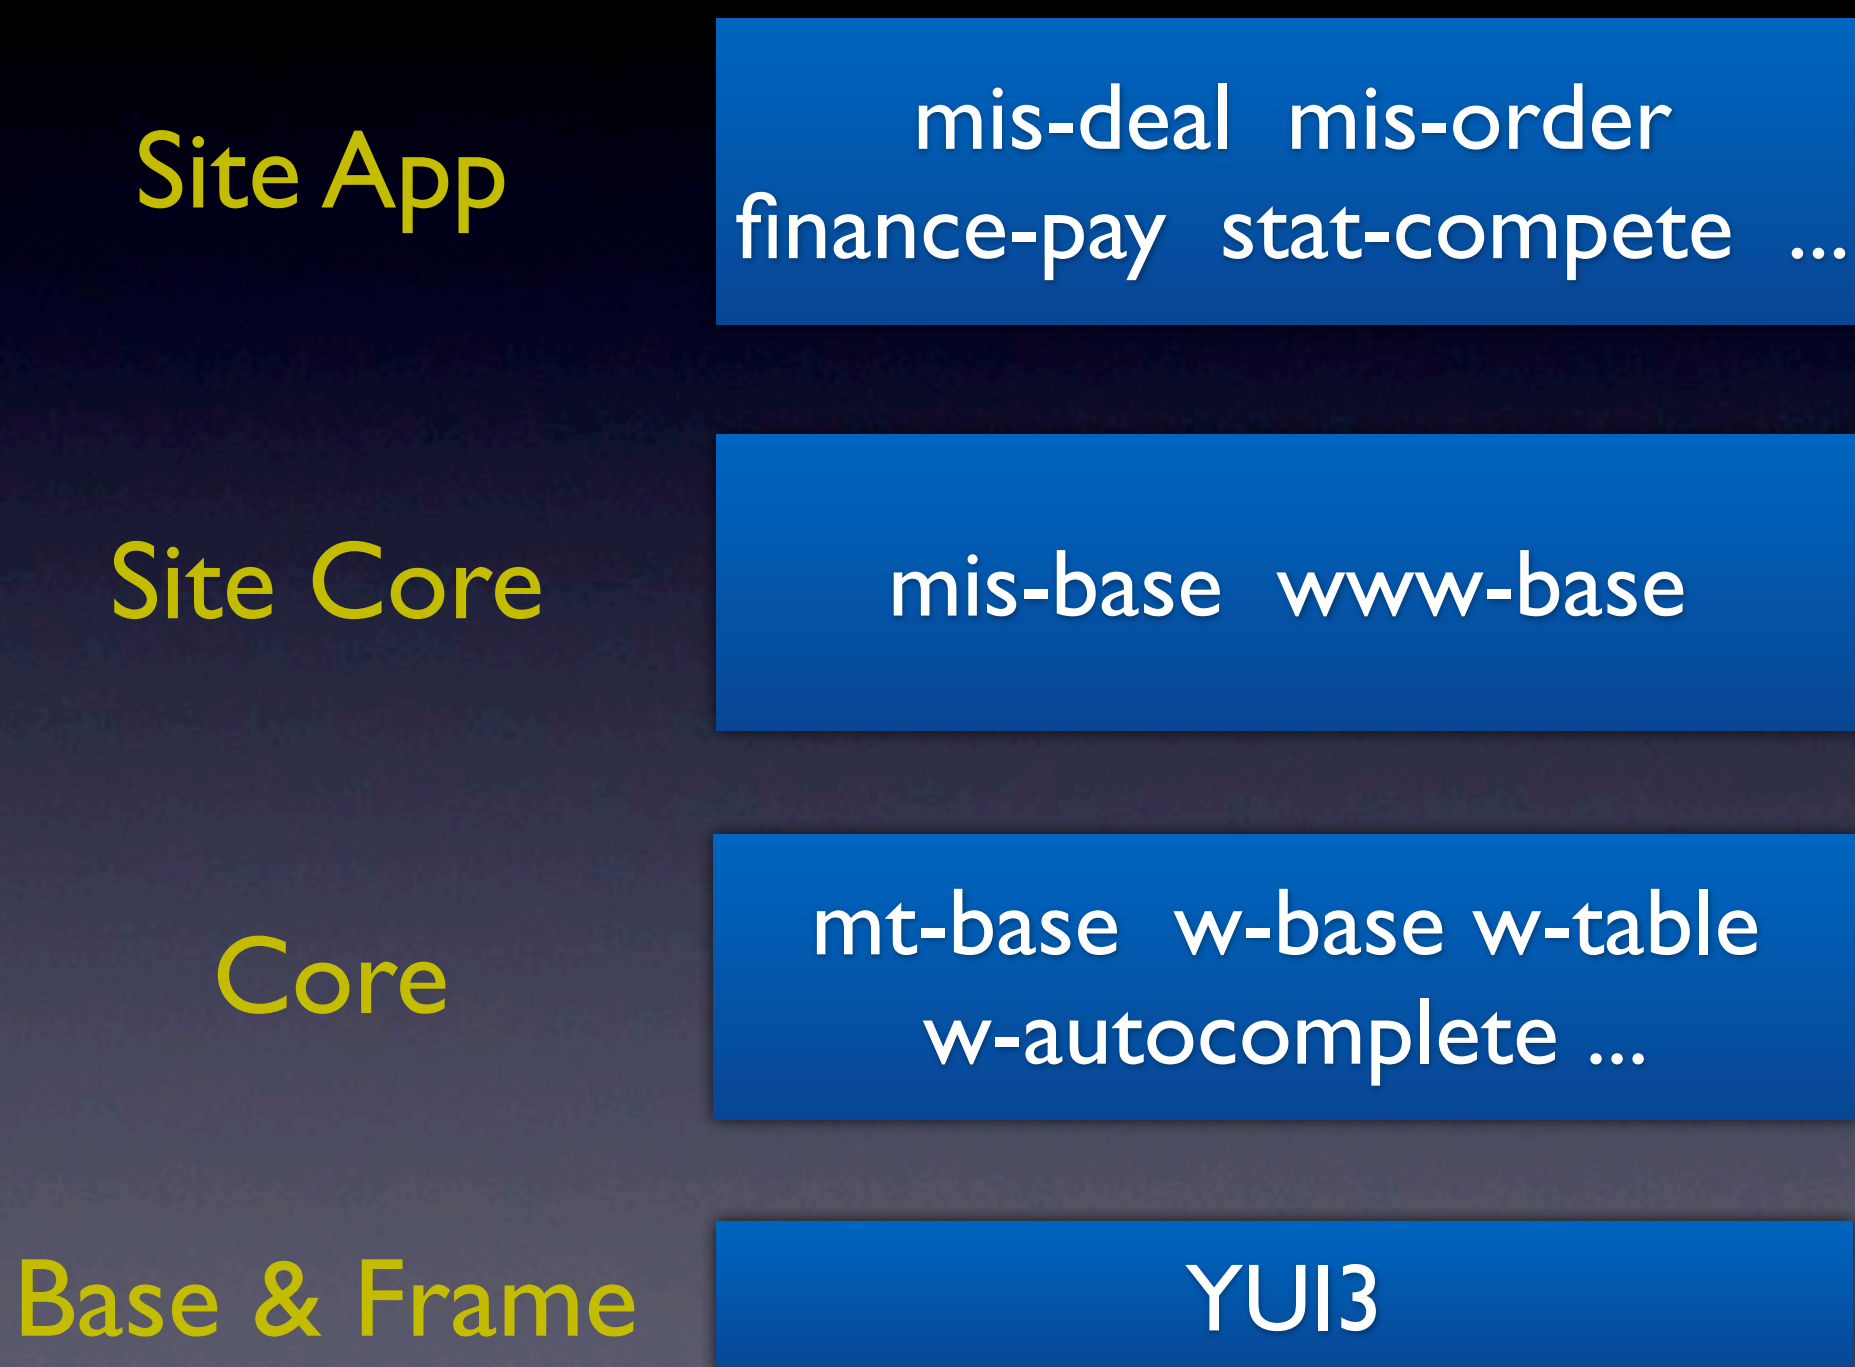 Site App
mis-deal mis-order
finance-pay stat-compete ...
Site Core
mis-base www-base
Core
mt-base w-base w-table
w-autocomplete ...
Base & Frame
YUI3